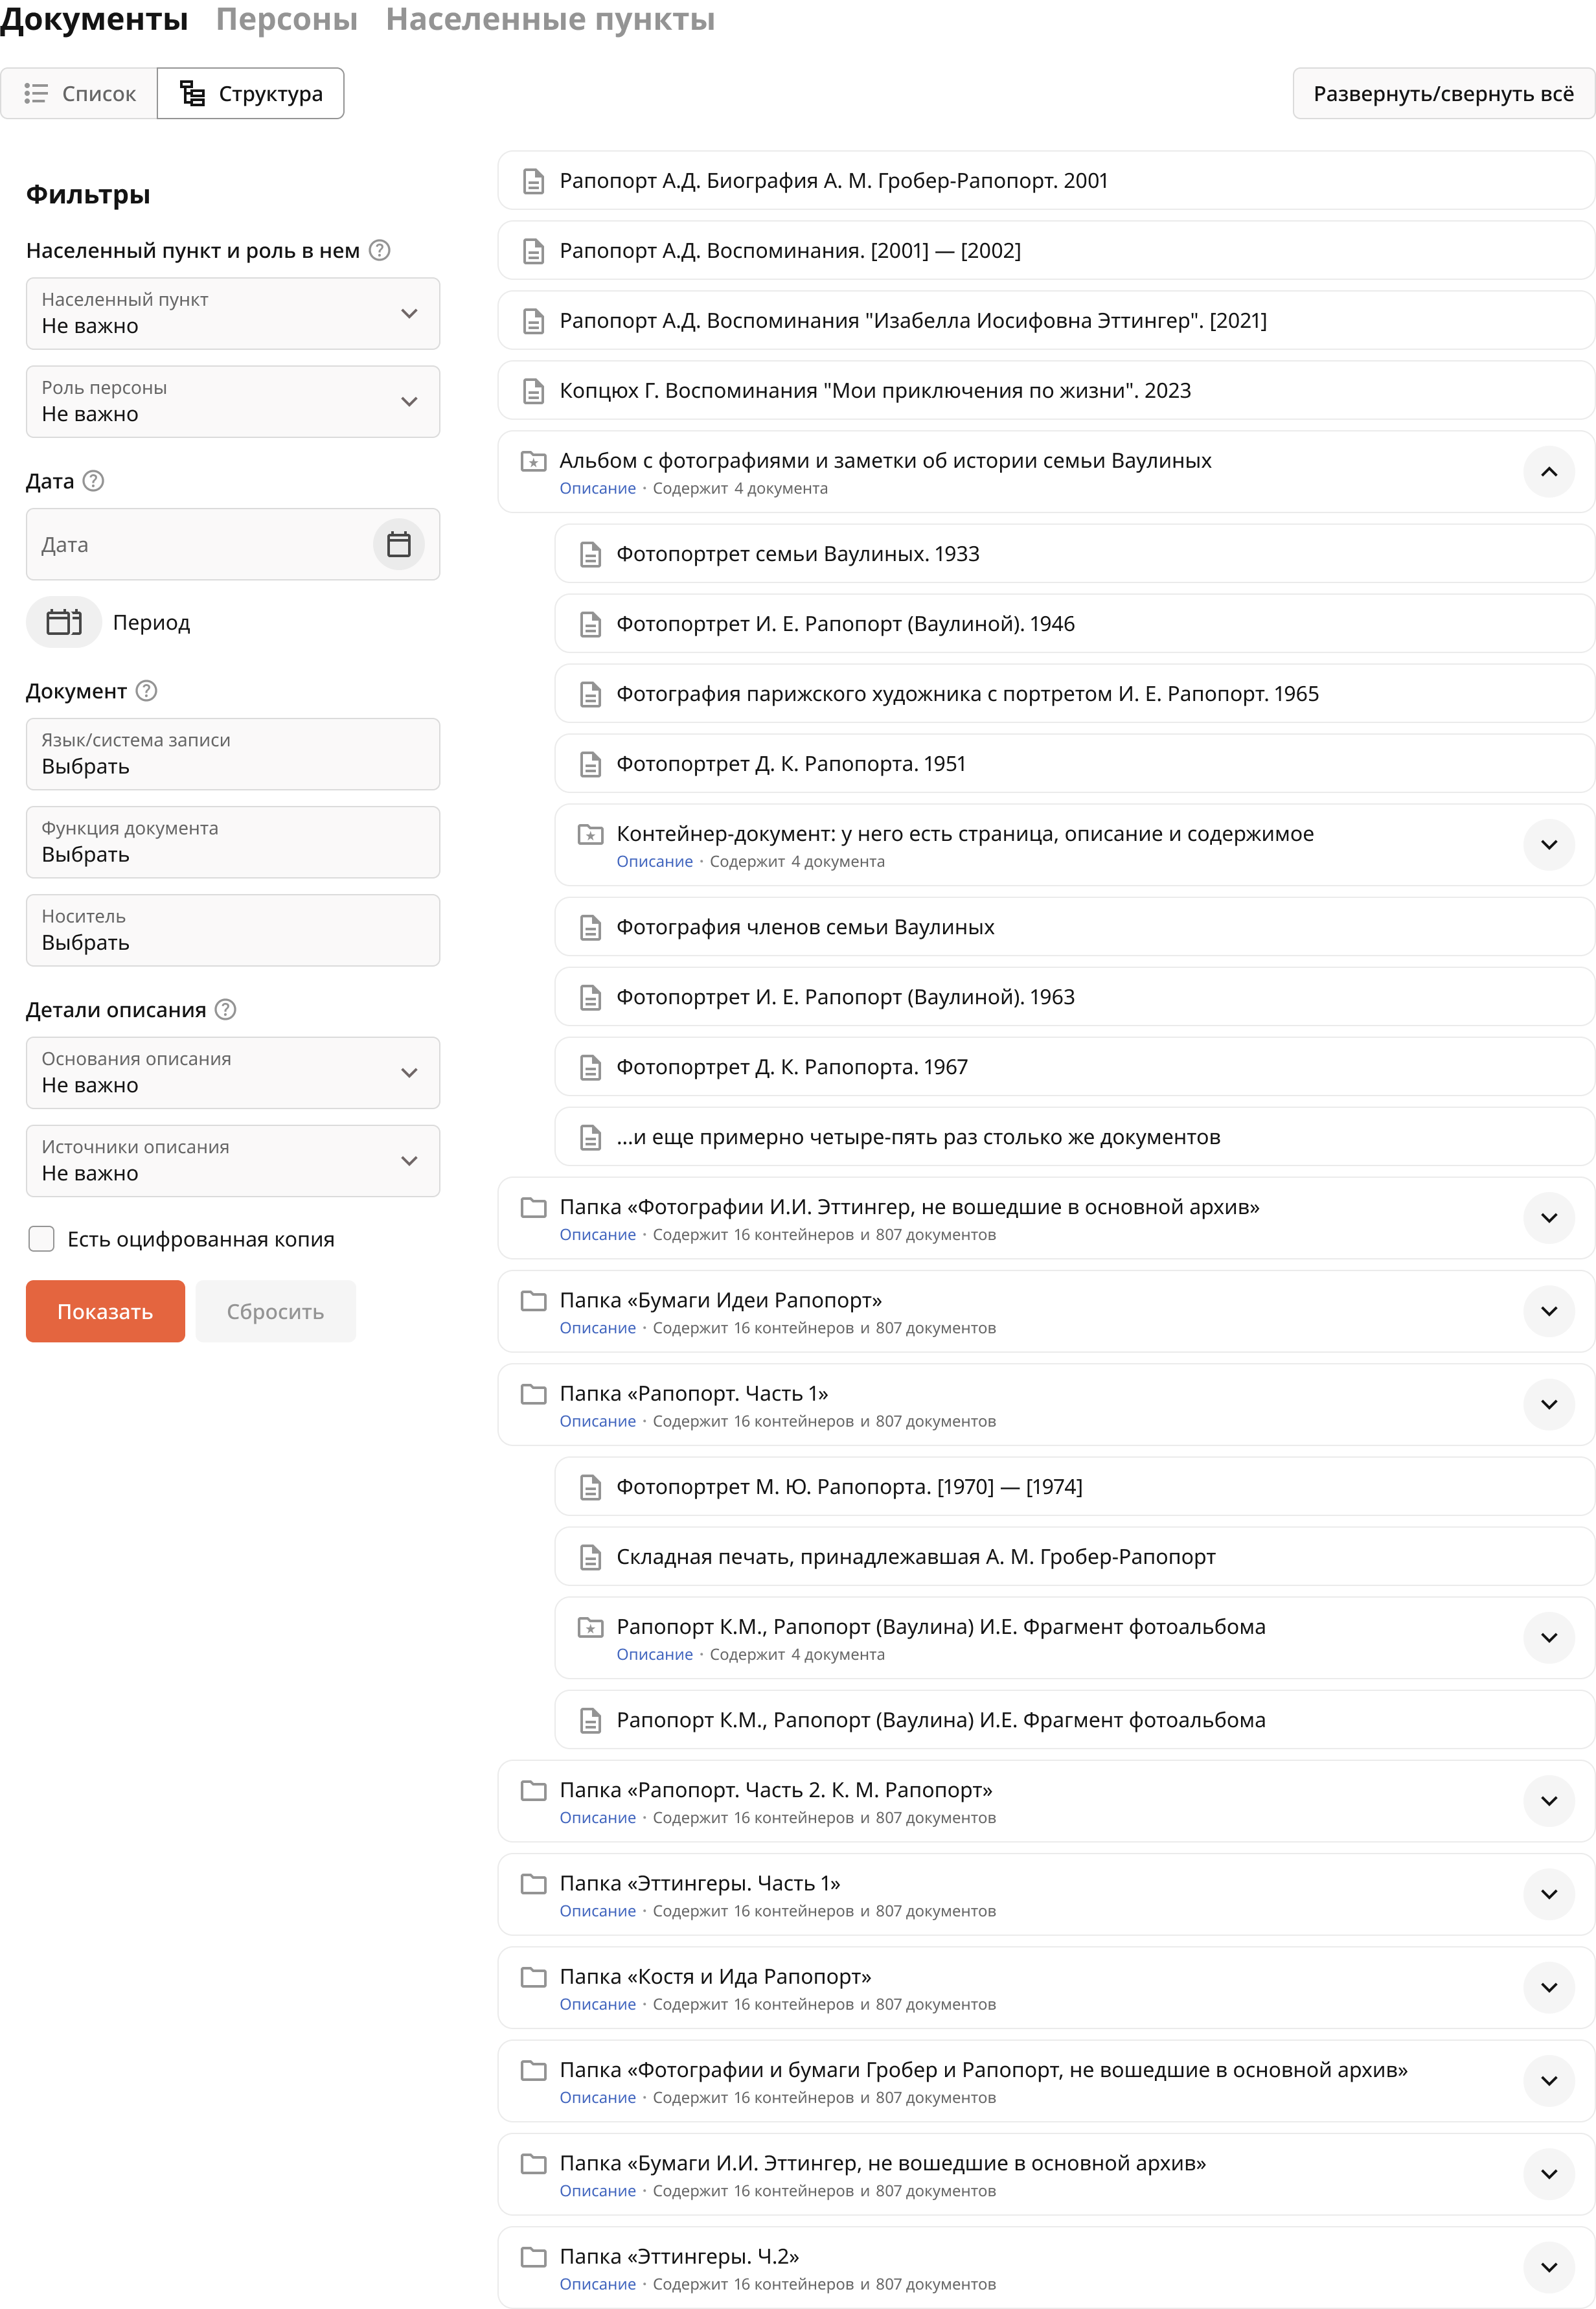 Документы Персоны Населенные пункты
Список Структура Развернуть/свернуть всё
Фильтры
Населенный пункт и роль в нем
Населенный пункт
Не важно
Роль персоны
Не важно
Дата
Дата
Период
Документ
Язык/система записи
Выбрать
Функция документа
Выбрать
Носитель
Выбрать
Детали описания
Основания описания
Не важно
Источники описания
Не важно
Есть оцифрованная копия
Показать Сбросить
Рапопорт А.Д. Биография А. М. Гробер-Рапопорт. 2001
Рапопорт А.Д. Воспоминания. [2001] — [2002]
Рапопорт А.Д. Воспоминания "Изабелла Иосифовна Эттингер". [2021]
Копцюх Г. Воспоминания "Мои приключения по жизни". 2023
Альбом с фотографиями и заметки об истории семьи Ваулиных
Описание · Содержит 4 документа
Фотопортрет семьи Ваулиных. 1933
Фотопортрет И. Е. Рапопорт (Ваулиной). 1946
Фотография парижского художника с портретом И. Е. Рапопорт. 1965
Фотопортрет Д. К. Рапопорта. 1951
Контейнер-документ: у него есть страница, описание и содержимое
Описание · Содержит 4 документа
Фотография членов семьи Ваулиных
Фотопортрет И. Е. Рапопорт (Ваулиной). 1963
Фотопортрет Д. К. Рапопорта. 1967
...и еще примерно четыре-пять раз столько же документов
Папка «Фотографии И.И. Эттингер, не вошедшие в основной архив»
Описание · Содержит 16 контейнеров и 807 документов
Папка «Бумаги Идеи Рапопорт»
Описание · Содержит 16 контейнеров и 807 документов
Папка «Рапопорт. Часть 1»
Описание · Содержит 16 контейнеров и 807 документов
Фотопортрет М. Ю. Рапопорта. [1970] — [1974]
Складная печать, принадлежавшая А. М. Гробер-Рапопорт
Рапопорт К.М., Рапопорт (Ваулина) И.Е. Фрагмент фотоальбома
Описание · Содержит 4 документа
Рапопорт К.М., Рапопорт (Ваулина) И.Е. Фрагмент фотоальбома
Папка «Рапопорт. Часть 2. К. М. Рапопорт»
Описание · Содержит 16 контейнеров и 807 документов
Папка «Эттингеры. Часть 1»
Описание · Содержит 16 контейнеров и 807 документов
Папка «Костя и Ида Рапопорт»
Описание · Содержит 16 контейнеров и 807 документов
Папка «Фотографии и бумаги Гробер и Рапопорт, не вошедшие в основной архив»
Описание · Содержит 16 контейнеров и 807 документов
Папка «Бумаги И.И. Эттингер, не вошедшие в основной архив»
Описание · Содержит 16 контейнеров и 807 документов
Папка «Эттингеры. Ч.2»
Описание · Содержит 16 контейнеров и 807 документов